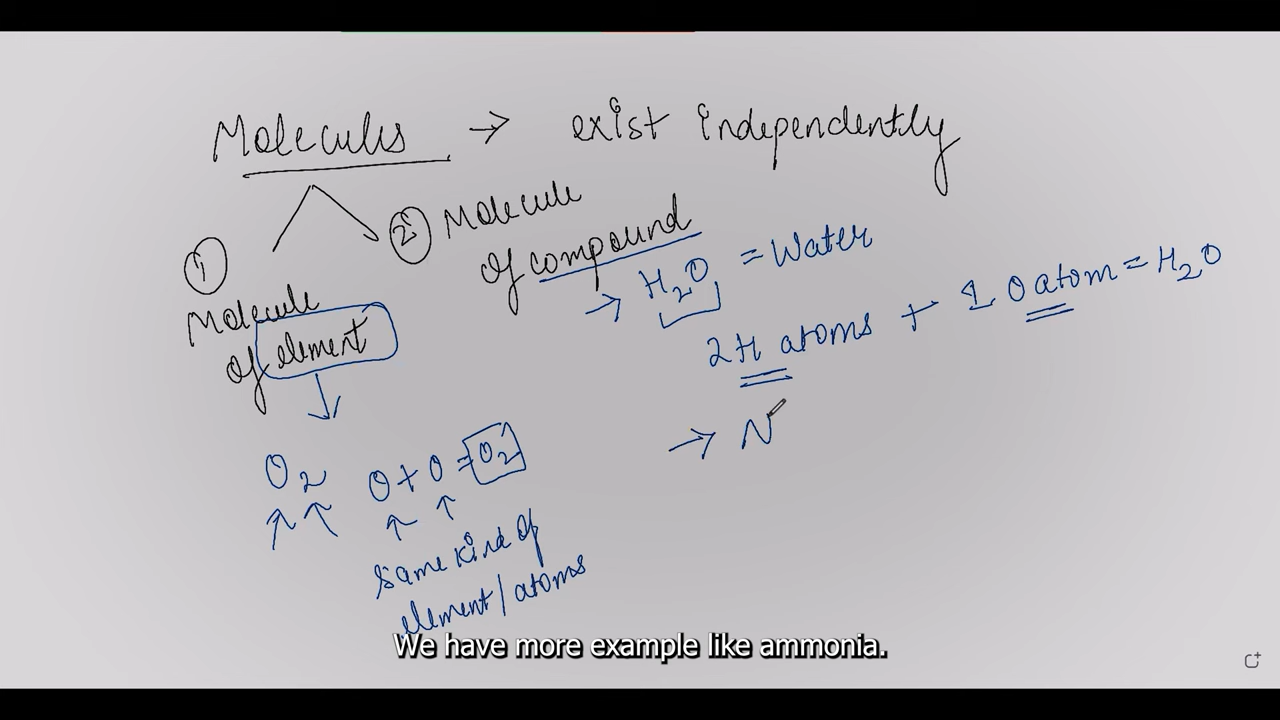 Molecules → exist independently
① Molecule of element
② Molecule of compound
→ H₂O = Water
2H atoms + 1 O atom = H₂O
→ N
O₂ O + O = O₂
same kind of
element/atoms
We have more example like ammonia.